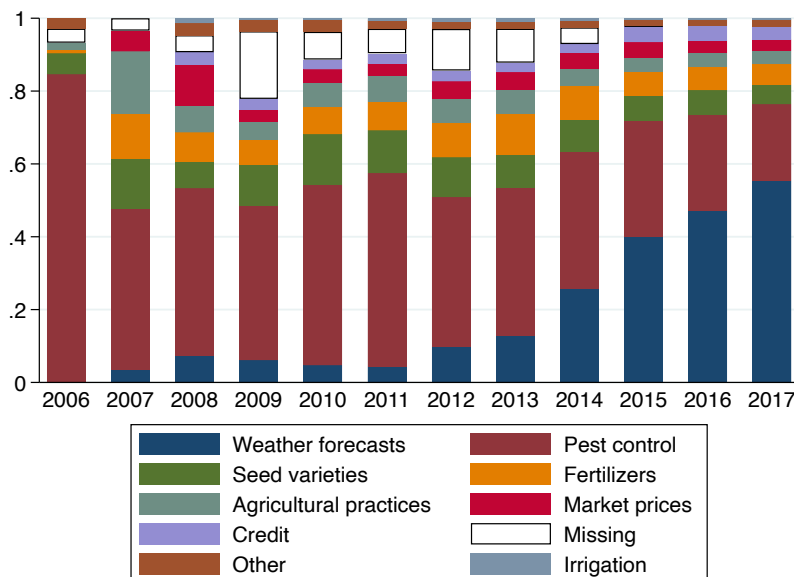 1
.8
.6
.4
.2
0
2006 2007 2008 2009 2010 2011 2012 2013 2014 2015 2016 2017
Weather forecasts Pest control
Seed varieties Fertilizers
Agricultural practices Market prices
Credit Missing
Other Irrigation